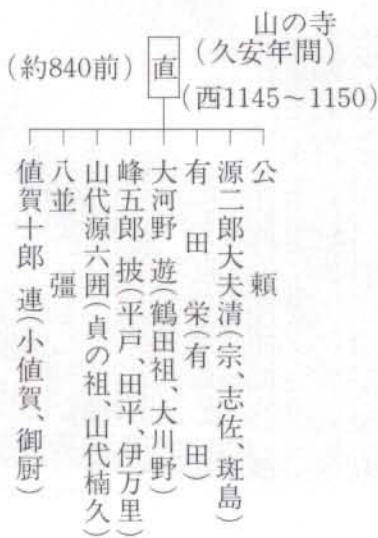 山の寺
(久安年間)
(西1145～1150)
直
(約840前)
公頼
源二郎大夫清(宗、志佐、斑島)
有田栄(有田)
大河野 遊(鶴田祖、大川野)
峰五郎 披(平戸、田平、伊万里)
山代源六囲(貞の祖、山代楠久)
八並 彊
値賀十郎 連(小値賀、御厨)